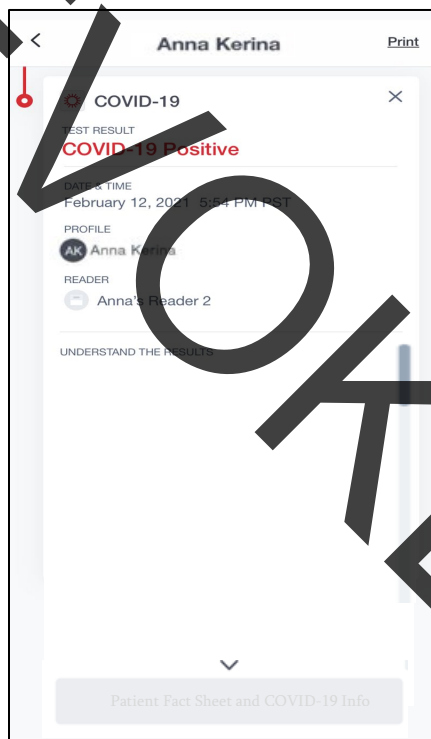 Anna Kerina Print
COVID-19
TEST RESULT
COVID-19 Positive
DATE & TIME
February 12, 2021 5:54 PM PST
PROFILE
AK Anna Kerina
READER
Anna's Reader 2
UNDERSTAND THE RESULTS
Patient Fact Sheet and COVID-19 Info
VOKE